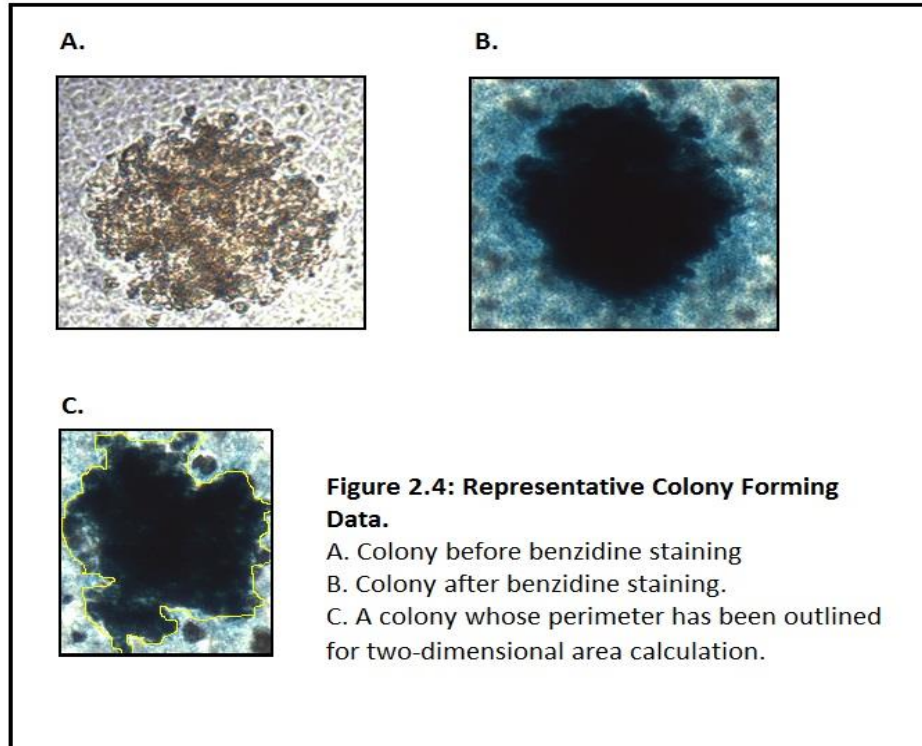 A.
B.
C.
Figure 2.4: Representative Colony Forming
Data.
A. Colony before benzidine staining
B. Colony after benzidine staining.
C. A colony whose perimeter has been outlined
for two-dimensional area calculation.